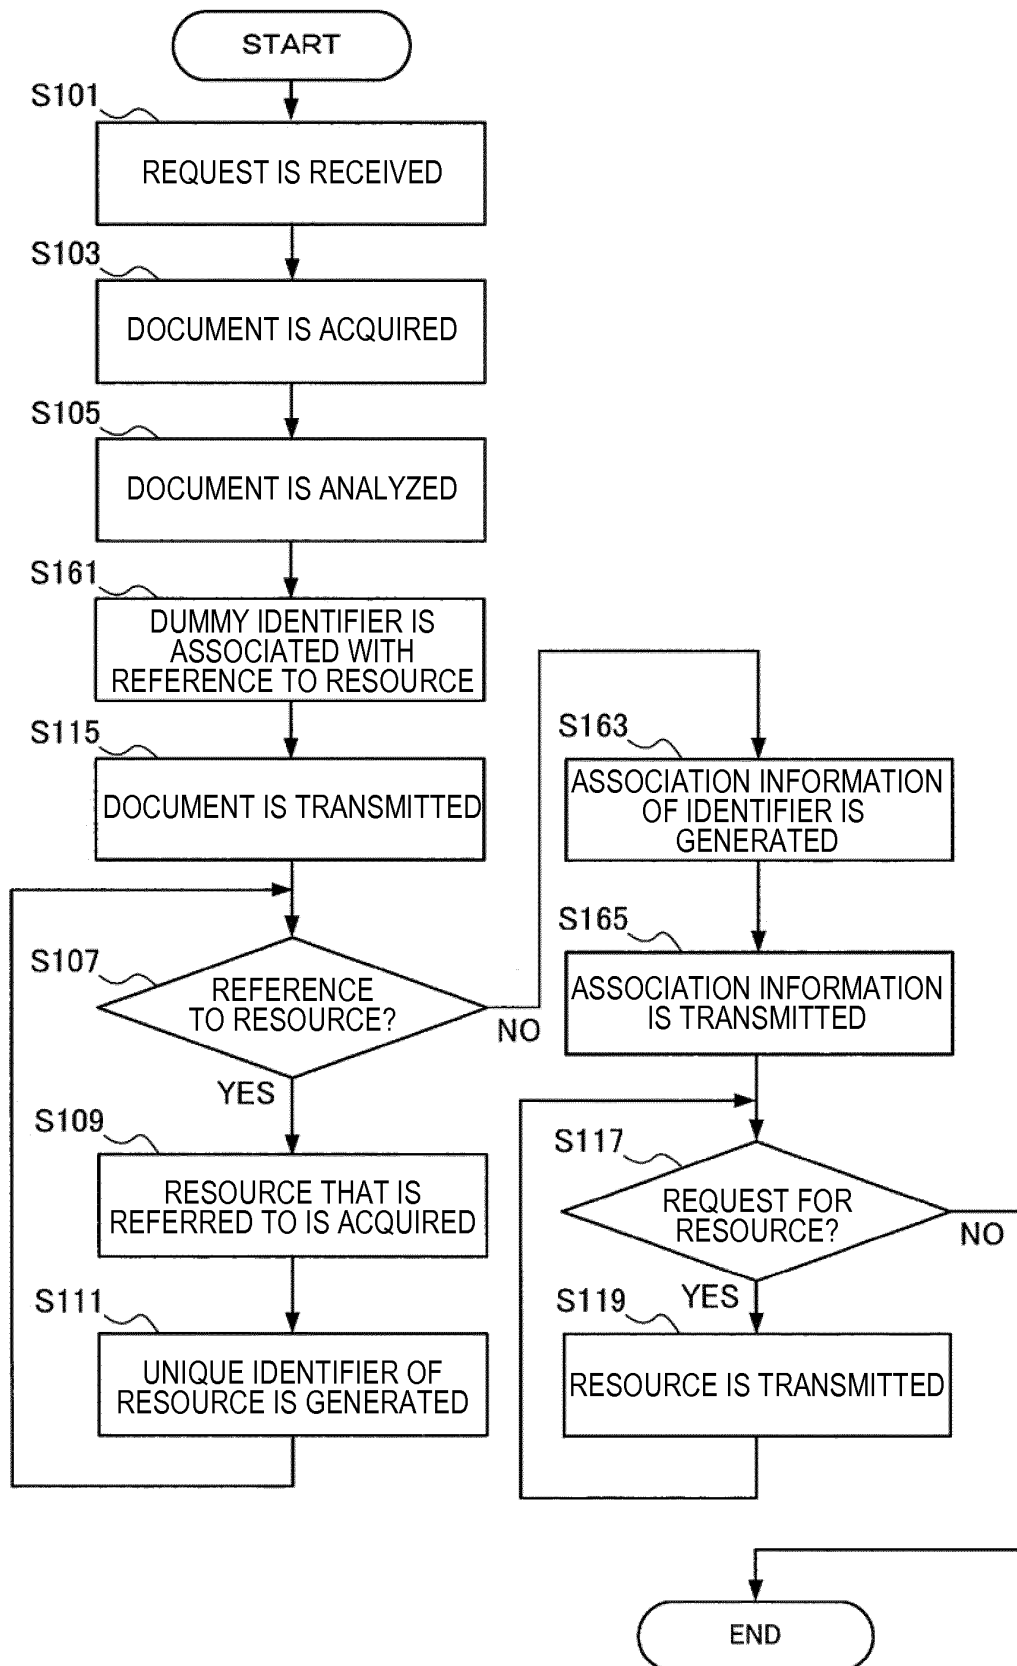 START
S101
REQUEST IS RECEIVED
S103
DOCUMENT IS ACQUIRED
S105
DOCUMENT IS ANALYZED
S161
DUMMY IDENTIFIER IS
ASSOCIATED WITH
REFERENCE TO RESOURCE
S115
DOCUMENT IS TRANSMITTED
S107
REFERENCE
TO RESOURCE?
NO
YES
S109
RESOURCE THAT IS
REFERRED TO IS ACQUIRED
S111
UNIQUE IDENTIFIER OF
RESOURCE IS GENERATED
S163
ASSOCIATION INFORMATION
OF IDENTIFIER IS
GENERATED
S165
ASSOCIATION INFORMATION
IS TRANSMITTED
S117
REQUEST FOR
RESOURCE?
NO
YES
S119
RESOURCE IS TRANSMITTED
END